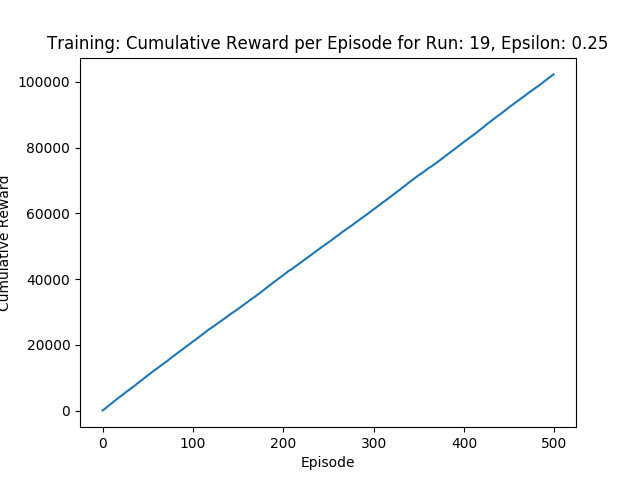 Training: Cumulative Reward per Episode for Run: 19, Epsilon: 0.25
100000
80000
60000
40000
20000
0
Cumulative Reward
0 100 200 300 400 500
Episode